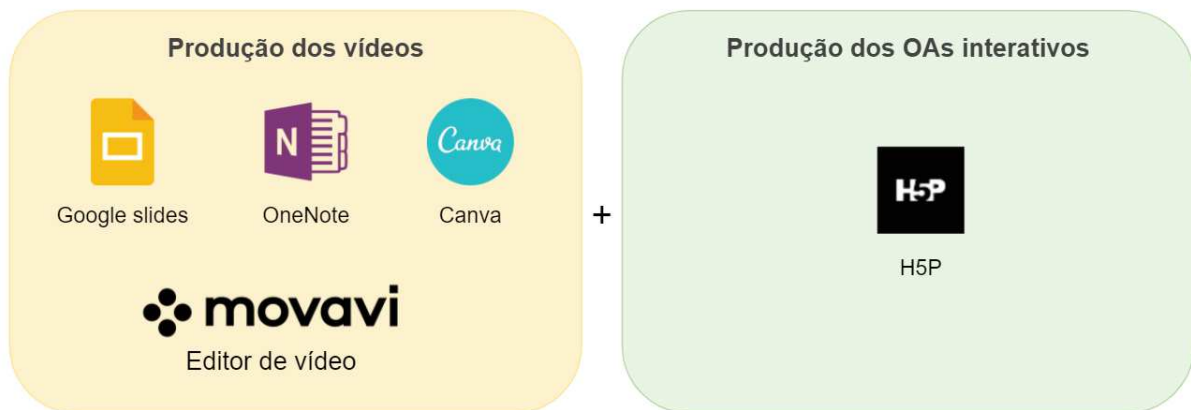 Produção dos vídeos
N
Canva
Google slides
OneNote
Canva
movavi
Editor de vídeo
+
Produção dos OAs interativos
H5P
H5P